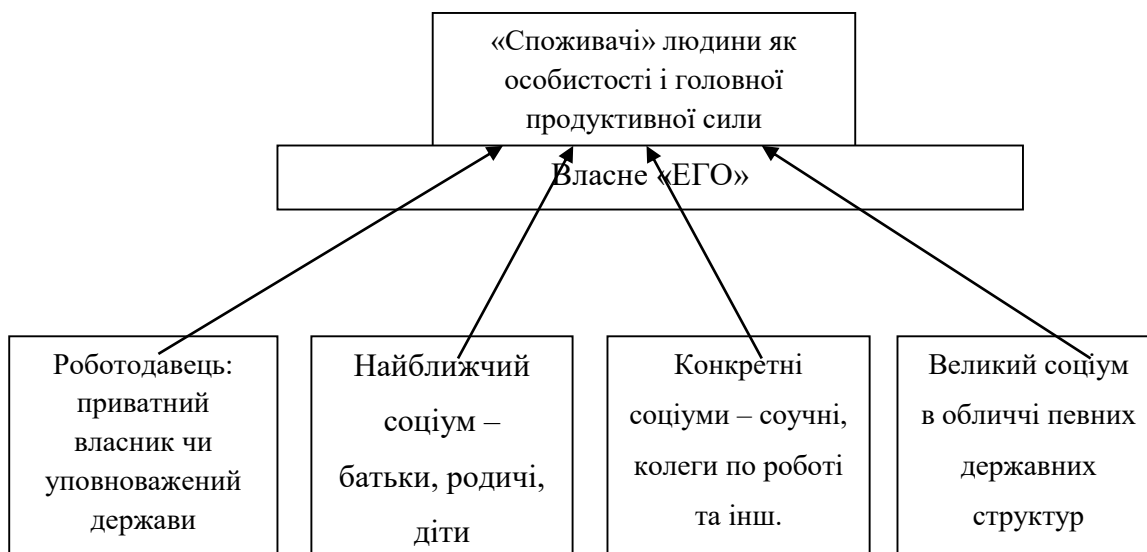 «Споживачі» людини як
особистості і головної
продуктивної сили
Власне «ЕГО»
Роботодавець:
приватний
власник чи
уповноважений
держави
Найближчий
соціум –
батьки, родичі,
діти
Конкретні
соціуми – соучні,
колеги по роботі
та інш.
Великий соціум
в обличчі певних
державних
структур